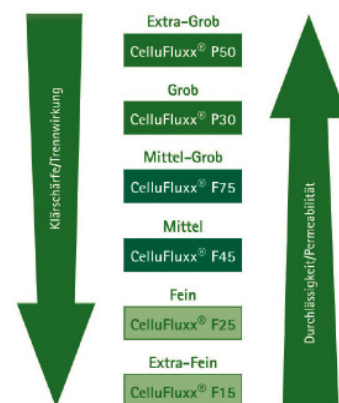 Extra-Grob
CelluFluxx® P50
Grob
CelluFluxx® P30
Mittel-Grob
CelluFluxx® F75
Mittel
CelluFluxx® F45
Fein
CelluFluxx® F25
Extra-Fein
CelluFluxx® F15
Klärschärfe/Trennwirkung
Durchlässigkeit/Permeabilität